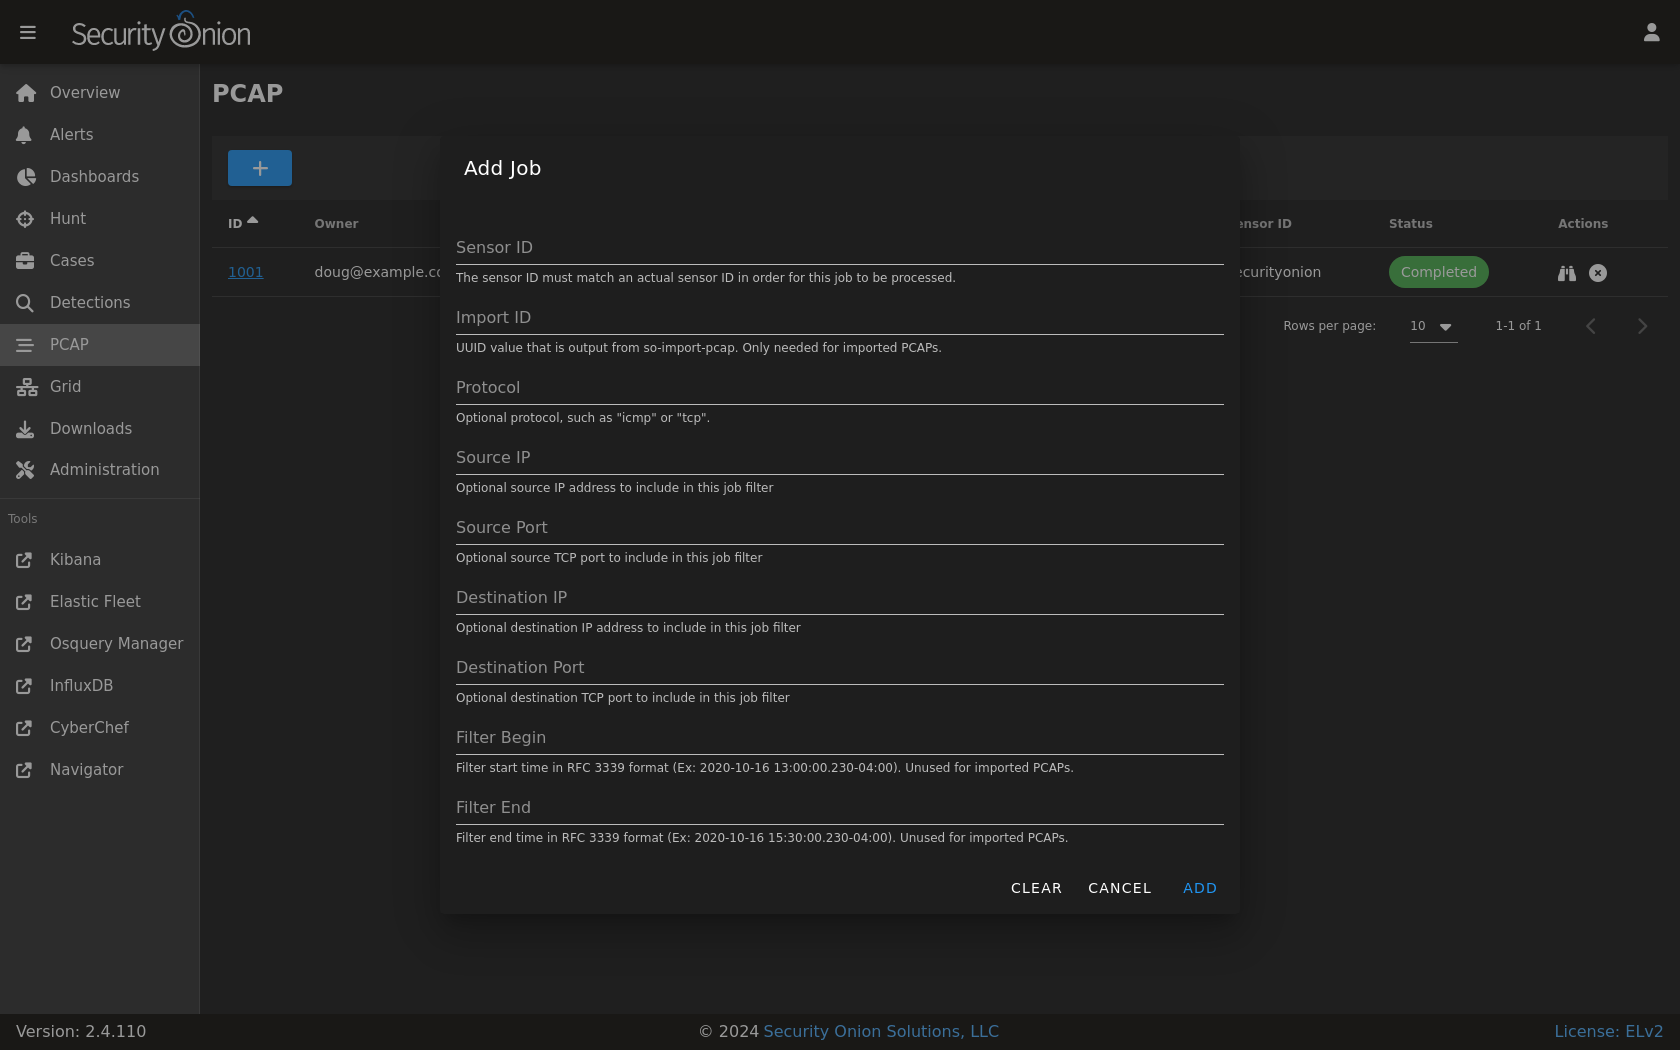 Security Onion
Overview
Alerts
Dashboards
Hunt
Cases
Detections
PCAP
Grid
Downloads
Administration
Tools
Kibana
Elastic Fleet
Osquery Manager
InfluxDB
CyberChef
Navigator
PCAP
+
ID Owner ensor ID Status Actions
1001 doug@example.co ecurityonion Completed
Rows per page: 10 1-1 of 1
Add Job
Sensor ID
The sensor ID must match an actual sensor ID in order for this job to be processed.
Import ID
UUID value that is output from so-import-pcap. Only needed for imported PCAPs.
Protocol
Optional protocol, such as "icmp" or "tcp".
Source IP
Optional source IP address to include in this job filter
Source Port
Optional source TCP port to include in this job filter
Destination IP
Optional destination IP address to include in this job filter
Destination Port
Optional destination TCP port to include in this job filter
Filter Begin
Filter start time in RFC 3339 format (Ex: 2020-10-16 13:00:00.230-04:00). Unused for imported PCAPs.
Filter End
Filter end time in RFC 3339 format (Ex: 2020-10-16 15:30:00.230-04:00). Unused for imported PCAPs.
CLEAR CANCEL ADD
Version: 2.4.110 © 2024 Security Onion Solutions, LLC License: ELv2